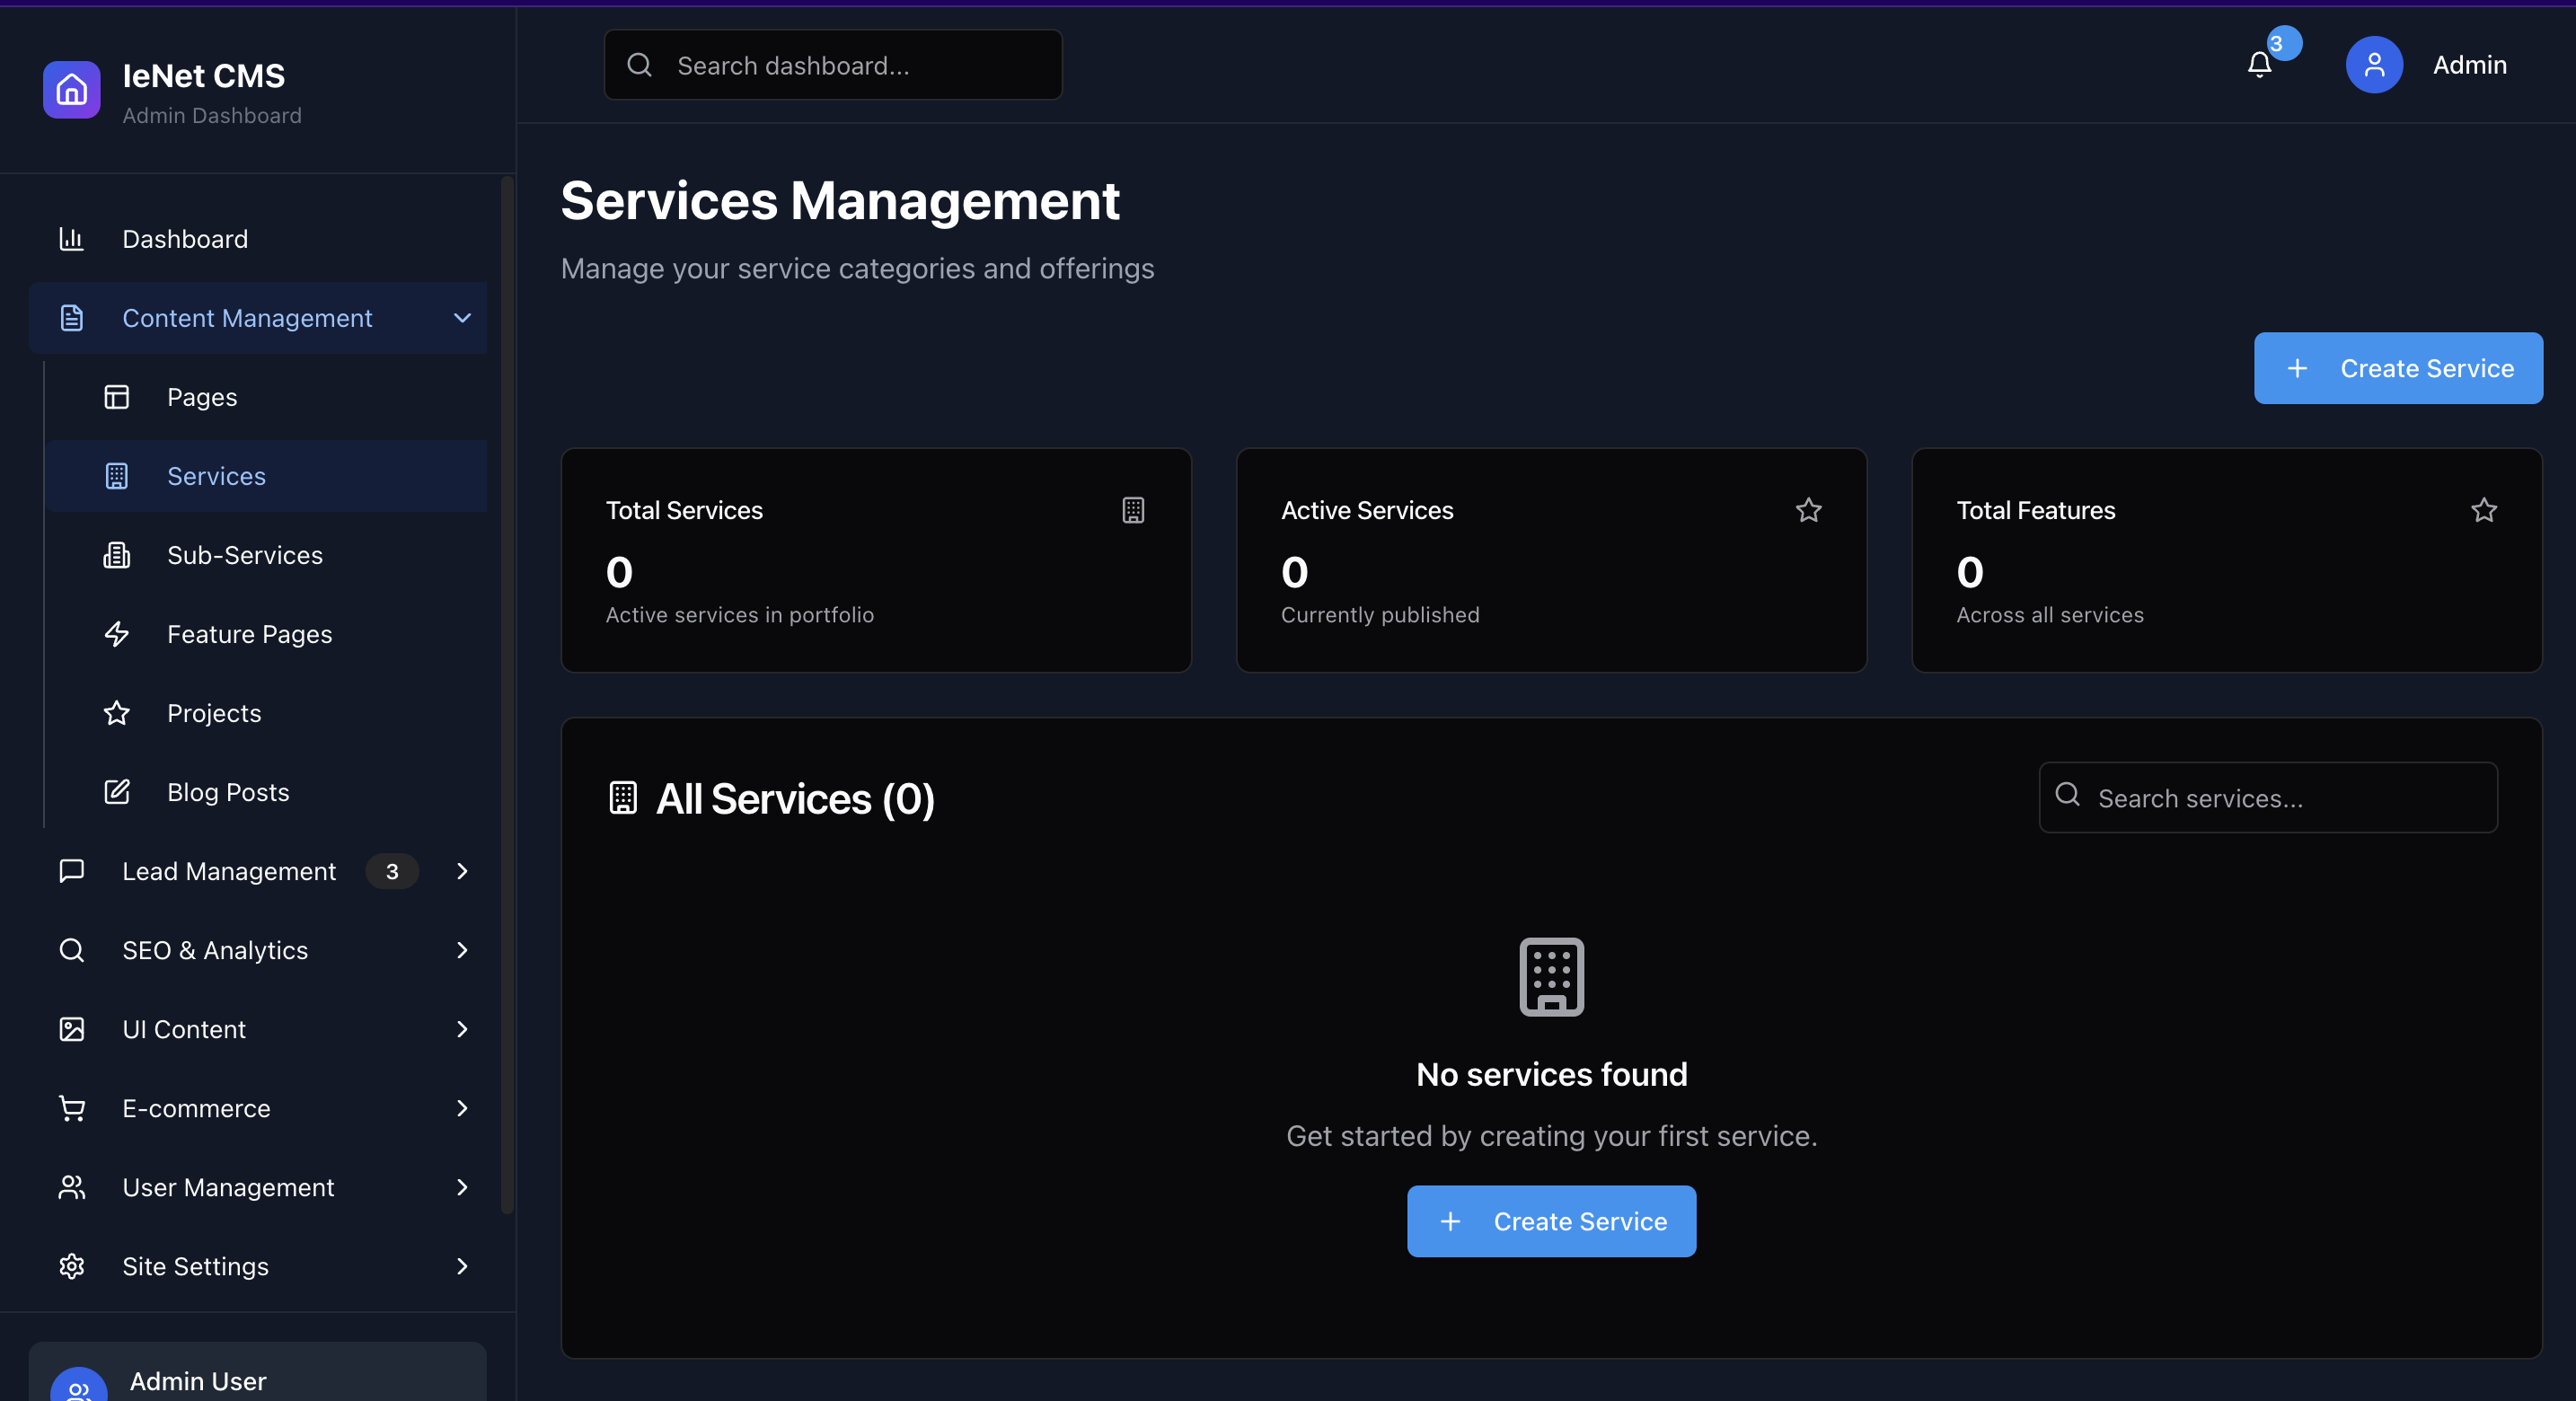 IeNet CMS
Admin Dashboard
Dashboard
Content Management
Pages
Services
Sub-Services
Feature Pages
Projects
Blog Posts
Lead Management 3
SEO & Analytics
UI Content
E-commerce
User Management
Site Settings
Admin User
Search dashboard...
3
Admin
Services Management
Manage your service categories and offerings
Create Service
Total Services
0
Active services in portfolio
Active Services
0
Currently published
Total Features
0
Across all services
All Services (0)
Search services...
No services found
Get started by creating your first service.
Create Service